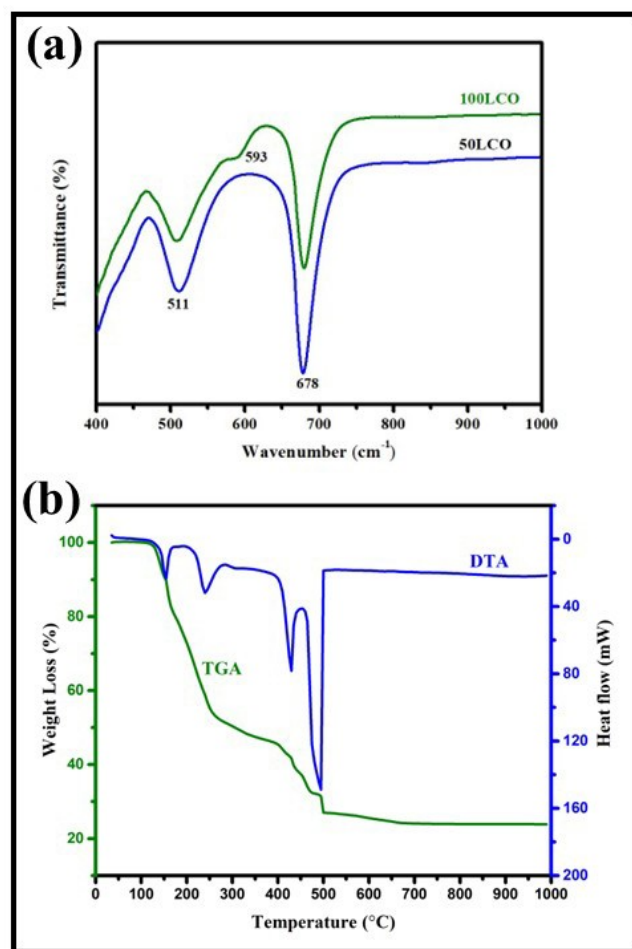 (a)
100LCO
593
50LCO
511
678
Transmittance (%)
400 500 600 700 800 900 1000
Wavenumber (cm⁻¹)
(b)
100
80
60
40
20
Weight Loss (%)
TGA
DTA
0
40
80
120
160
200
Heat flow (mW)
0 100 200 300 400 500 600 700 800 900 1000
Temperature (°C)